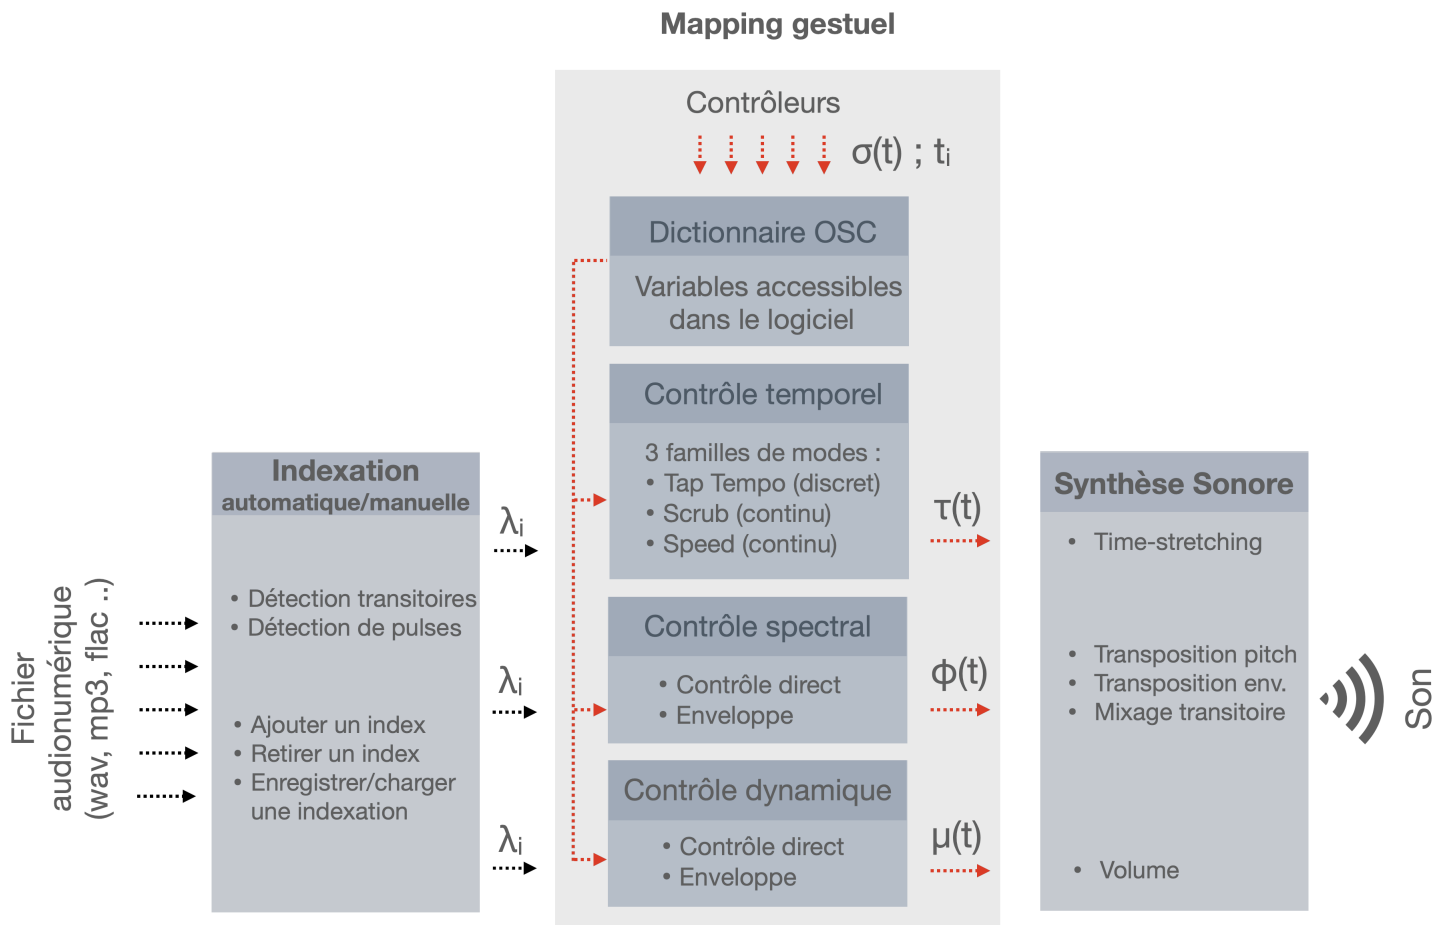 Mapping gestuel
Contrôleurs
σ(t) ; tᵢ
Dictionnaire OSC
Variables accessibles
dans le logiciel
Contrôle temporel
3 familles de modes :
• Tap Tempo (discret)
• Scrub (continu)
• Speed (continu)
Contrôle spectral
• Contrôle direct
• Enveloppe
Contrôle dynamique
• Contrôle direct
• Enveloppe
Fichier
audionumérique
(wav, mp3, flac ..)
Indexation
automatique/manuelle
• Détection transitoires
• Détection de pulses
• Ajouter un index
• Retirer un index
• Enregistrer/charger
une indexation
λᵢ
λᵢ
λᵢ
τ(t)
φ(t)
μ(t)
Synthèse Sonore
• Time-stretching
• Transposition pitch
• Transposition env.
• Mixage transitoire
• Volume
Son